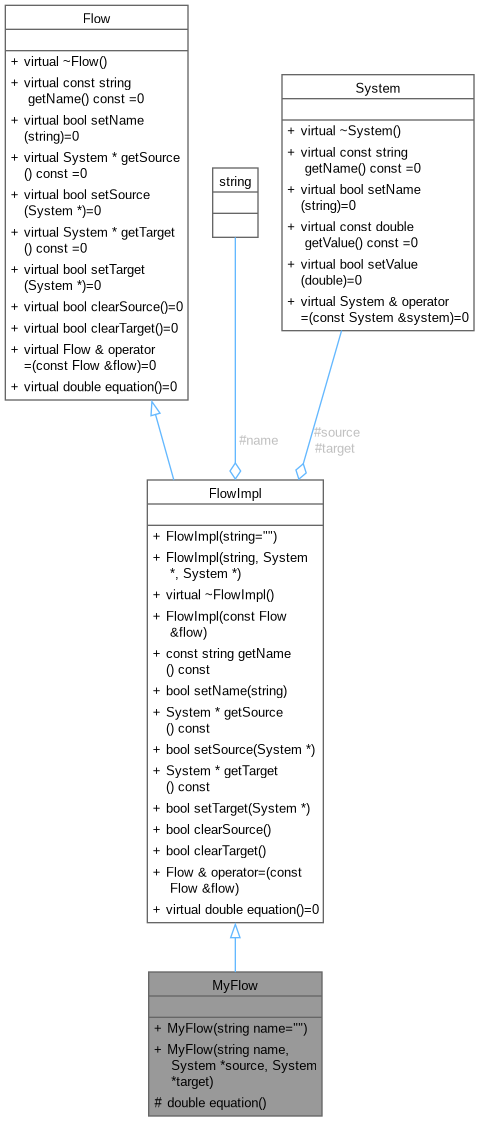 Flow
+ virtual ~Flow()
+ virtual const string
getName() const =0
+ virtual bool setName
(string)=0
+ virtual System * getSource
() const =0
+ virtual bool setSource
(System *)=0
+ virtual System * getTarget
() const =0
+ virtual bool setTarget
(System *)=0
+ virtual bool clearSource()=0
+ virtual bool clearTarget()=0
+ virtual Flow & operator
=(const Flow &flow)=0
+ virtual double equation()=0
string
System
+ virtual ~System()
+ virtual const string
getName() const =0
+ virtual bool setName
(string)=0
+ virtual const double
getValue() const =0
+ virtual bool setValue
(double)=0
+ virtual System & operator
=(const System &system)=0
#name
#source
#target
FlowImpl
+ FlowImpl(string="")
+ FlowImpl(string, System
*, System *)
+ virtual ~FlowImpl()
+ FlowImpl(const Flow
&flow)
+ const string getName
() const
+ bool setName(string)
+ System * getSource
() const
+ bool setSource(System *)
+ System * getTarget
() const
+ bool setTarget(System *)
+ bool clearSource()
+ bool clearTarget()
+ Flow & operator=(const
Flow &flow)
+ virtual double equation()=0
MyFlow
+ MyFlow(string name="")
+ MyFlow(string name,
System *source, System
*target)
# double equation()